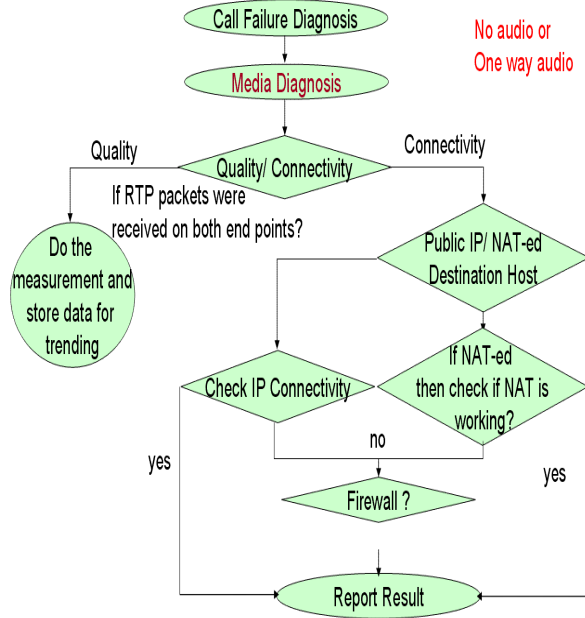 Call Failure Diagnosis
No audio or
One way audio
Media Diagnosis
Quality
Connectivity
Quality/ Connectivity
If RTP packets were
received on both end points?
Do the
measurement and
store data for
trending
Public IP/ NAT-ed
Destination Host
Check IP Connectivity
If NAT-ed
then check if NAT is
working?
no
yes
yes
Firewall ?
Report Result